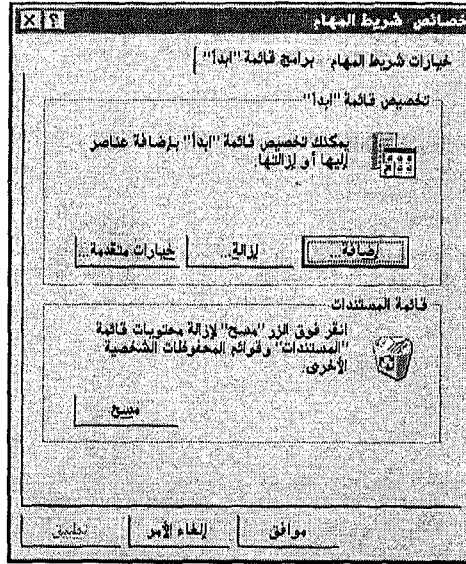 خصائص شريط المهام
خيارات شريط المهام برامج قائمة "ابدأ"
تخصيص قائمة "ابدأ"
يمكنك تخصيص قائمة "ابدأ" بإضافة عناصر
إليها أو إزالتها.
إضافة...
إزالة...
خيارات متقدمة...
قائمة المستندات
انقر فوق الزر "مسح" لإزالة محتويات قائمة
"المستندات" وقوائم المحفوظات الشخصية
الأخرى.
مسح
موافق
إلغاء الأمر
تطبيق